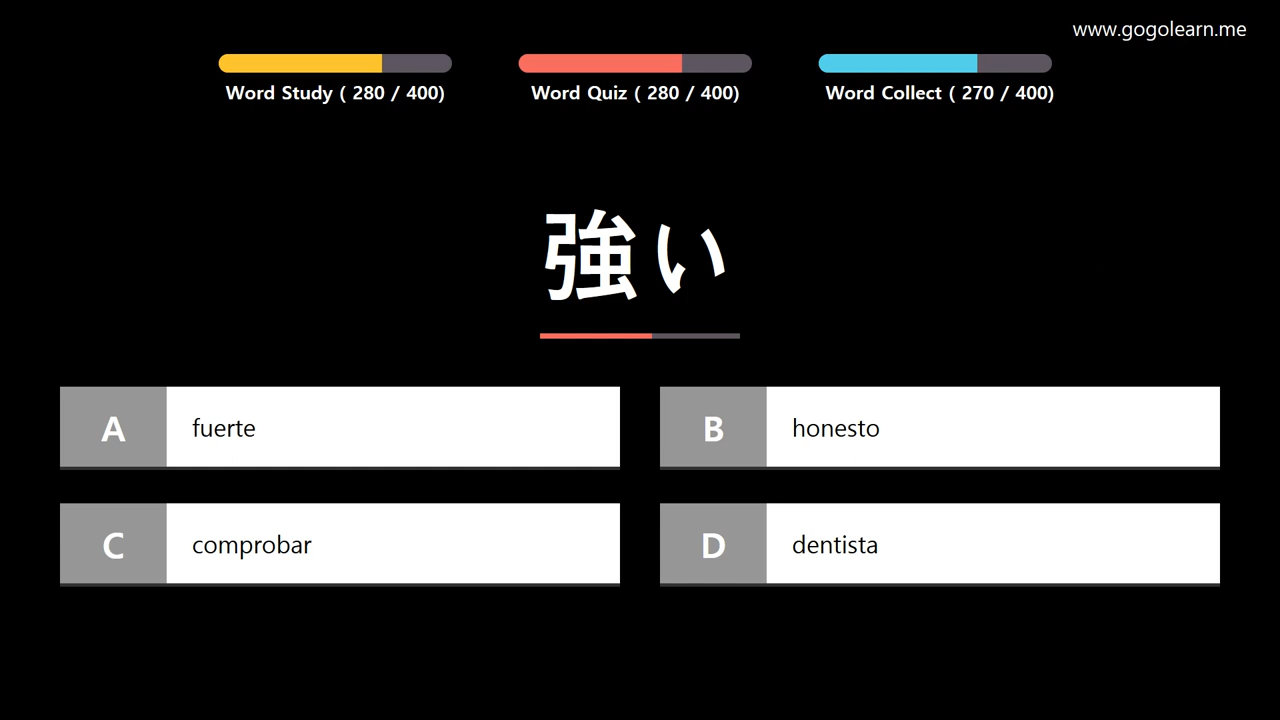 www.gogolearn.me
Word Study ( 280 / 400)
Word Quiz ( 280 / 400)
Word Collect ( 270 / 400)
強い
A fuerte
B honesto
C comprobar
D dentista